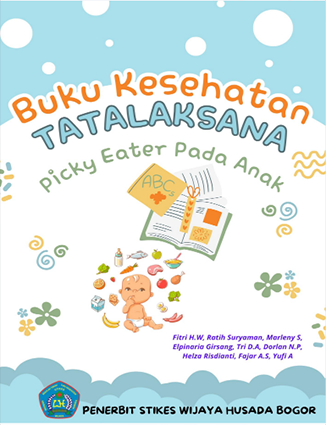 Buku Kesehatan
TATALAKSANA
Picky Eater Pada Anak
ABC
Fitri H.W, Ratih Suryaman, Marleny S,
Elpinaria Girsang, Tri D.A, Dorlan N.P,
Helza Risdianti, Fajar A.S, Yufi A
PENERBIT STIKES WIJAYA HUSADA BOGOR